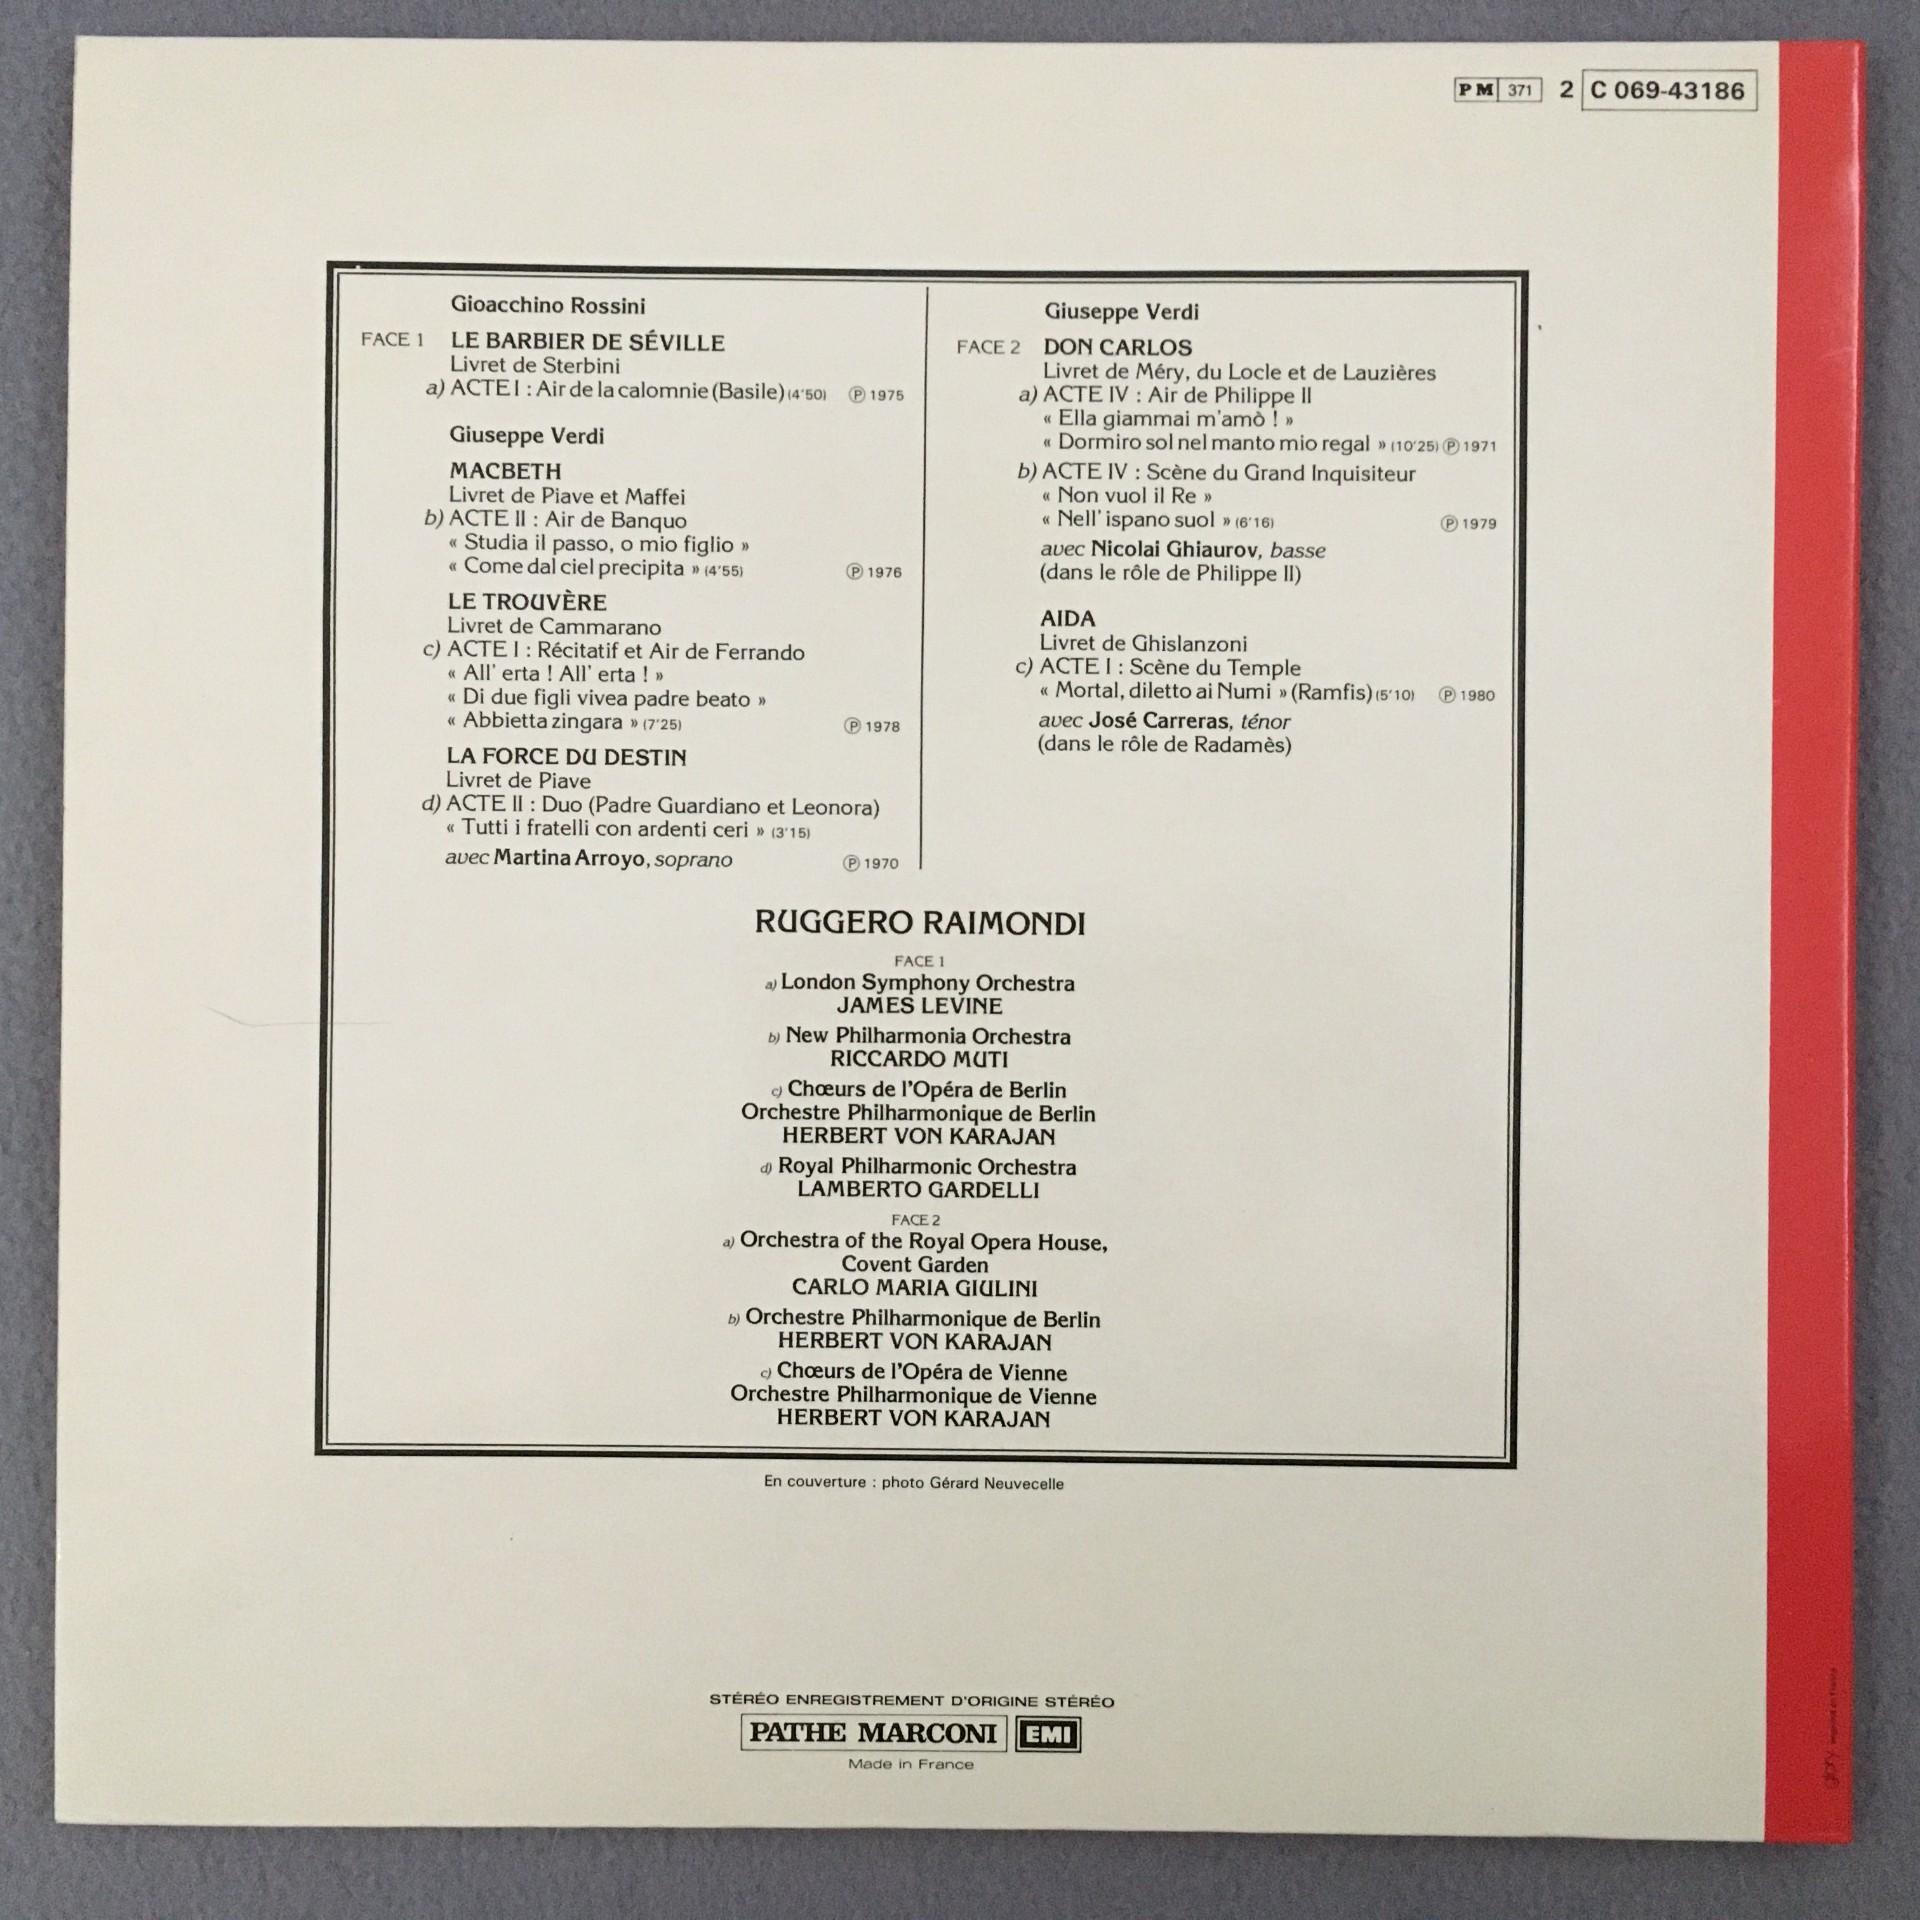 PM 371 2 C 069-43186
Gioacchino Rossini
FACE 1 LE BARBIER DE SÉVILLE
Livret de Sterbini
a) ACTE I : Air de la calomnie (Basile) (4'50) ℗ 1975
Giuseppe Verdi
MACBETH
Livret de Piave et Maffei
b) ACTE II : Air de Banquo
« Studia il passo, o mio figlio »
« Come dal ciel precipita » (4'55) ℗ 1976
LE TROUVÈRE
Livret de Cammarano
c) ACTE I : Récitatif et Air de Ferrando
« All' erta ! All' erta ! »
« Di due figli vivea padre beato »
« Abbietta zingara » (7'25) ℗ 1978
LA FORCE DU DESTIN
Livret de Piave
d) ACTE II : Duo (Padre Guardiano et Leonora)
« Tutti i fratelli con ardenti ceri » (3'15)
avec Martina Arroyo, soprano ℗ 1970
Giuseppe Verdi
FACE 2 DON CARLOS
Livret de Méry, du Locle et de Lauzières
a) ACTE IV : Air de Philippe II
« Ella giammai m'amò ! »
« Dormiro sol nel manto mio regal » (10'25) ℗ 1971
b) ACTE IV : Scène du Grand Inquisiteur
« Non vuol il Re »
« Nell' ispano suol » (6'16) ℗ 1979
avec Nicolai Ghiaurov, basse
(dans le rôle de Philippe II)
AIDA
Livret de Ghislanzoni
c) ACTE I : Scène du Temple
« Mortal, diletto ai Numi » (Ramfis) (5'10) ℗ 1980
avec José Carreras, ténor
(dans le rôle de Radamès)
RUGGERO RAIMONDI
FACE 1
a) London Symphony Orchestra
JAMES LEVINE
b) New Philharmonia Orchestra
RICCARDO MUTI
c) Chœurs de l'Opéra de Berlin
Orchestre Philharmonique de Berlin
HERBERT VON KARAJAN
d) Royal Philharmonic Orchestra
LAMBERTO GARDELLI
FACE 2
a) Orchestra of the Royal Opera House,
Covent Garden
CARLO MARIA GIULINI
b) Orchestre Philharmonique de Berlin
HERBERT VON KARAJAN
c) Chœurs de l'Opéra de Vienne
Orchestre Philharmonique de Vienne
HERBERT VON KARAJAN
En couverture : photo Gérard Neuvecelle
STÉRÉO ENREGISTREMENT D'ORIGINE STÉRÉO
PATHE MARCONI EMI
Made in France